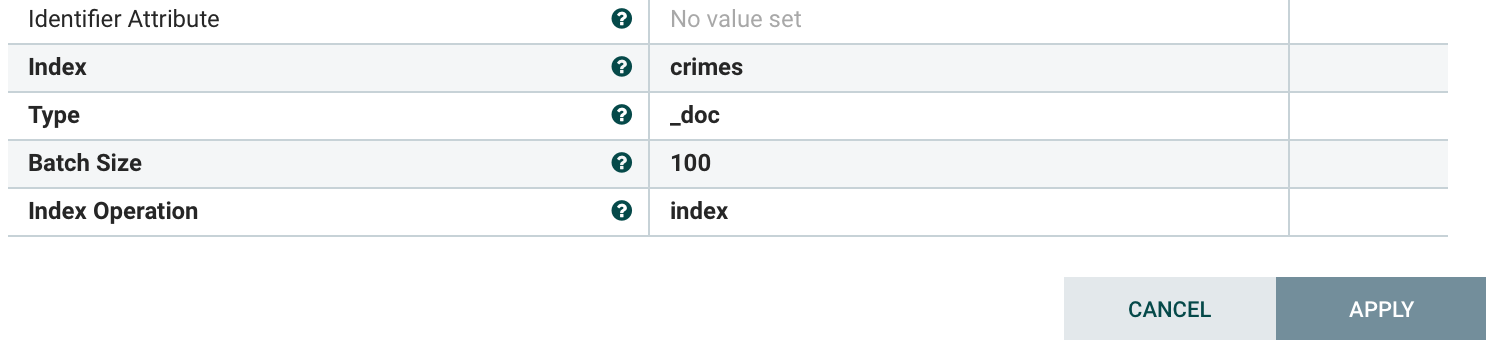 Identifier Attribute ? No value set
Index ? crimes
Type ? _doc
Batch Size ? 100
Index Operation ? index
CANCEL APPLY